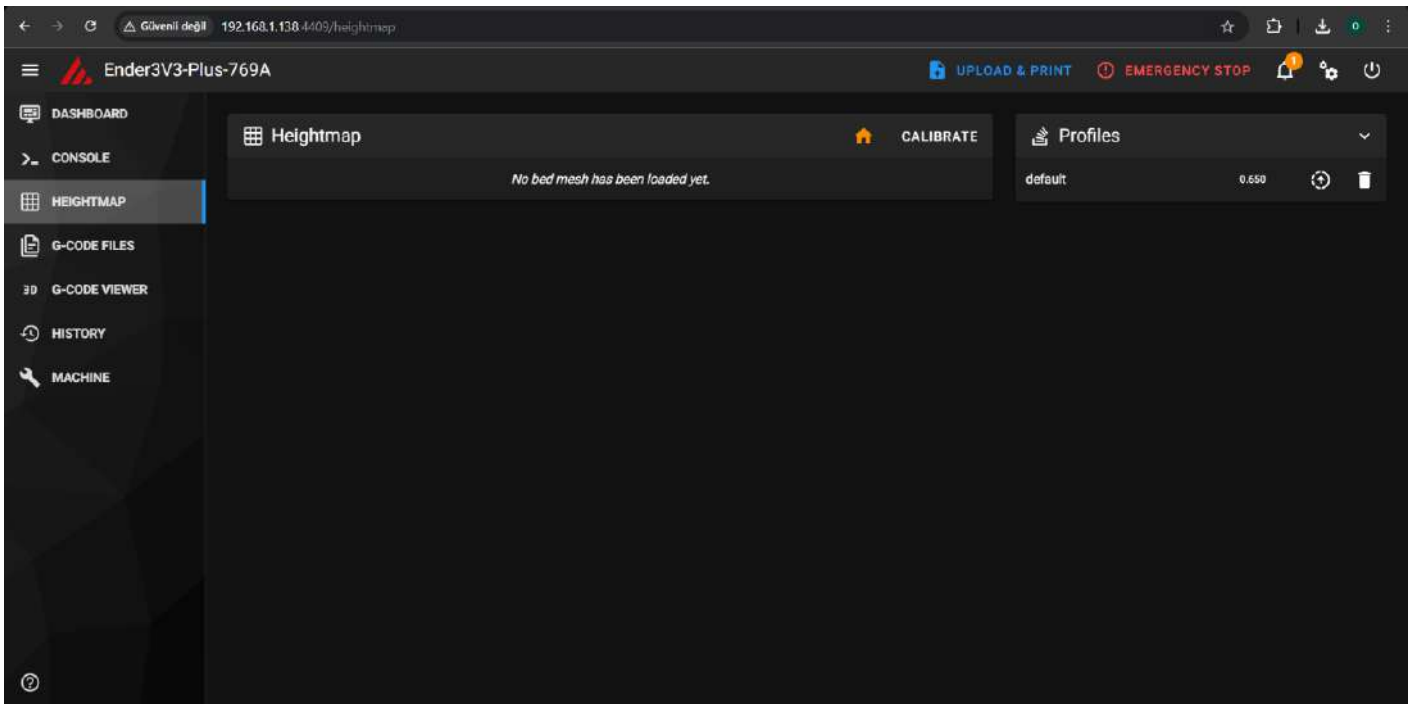 Güvenli değil 192.168.1.138:4409/heightmap
Ender3V3-Plus-769A UPLOAD & PRINT EMERGENCY STOP 1
DASHBOARD
CONSOLE
HEIGHTMAP
G-CODE FILES
3D G-CODE VIEWER
HISTORY
MACHINE
Heightmap CALIBRATE
No bed mesh has been loaded yet.
Profiles
default 0.650